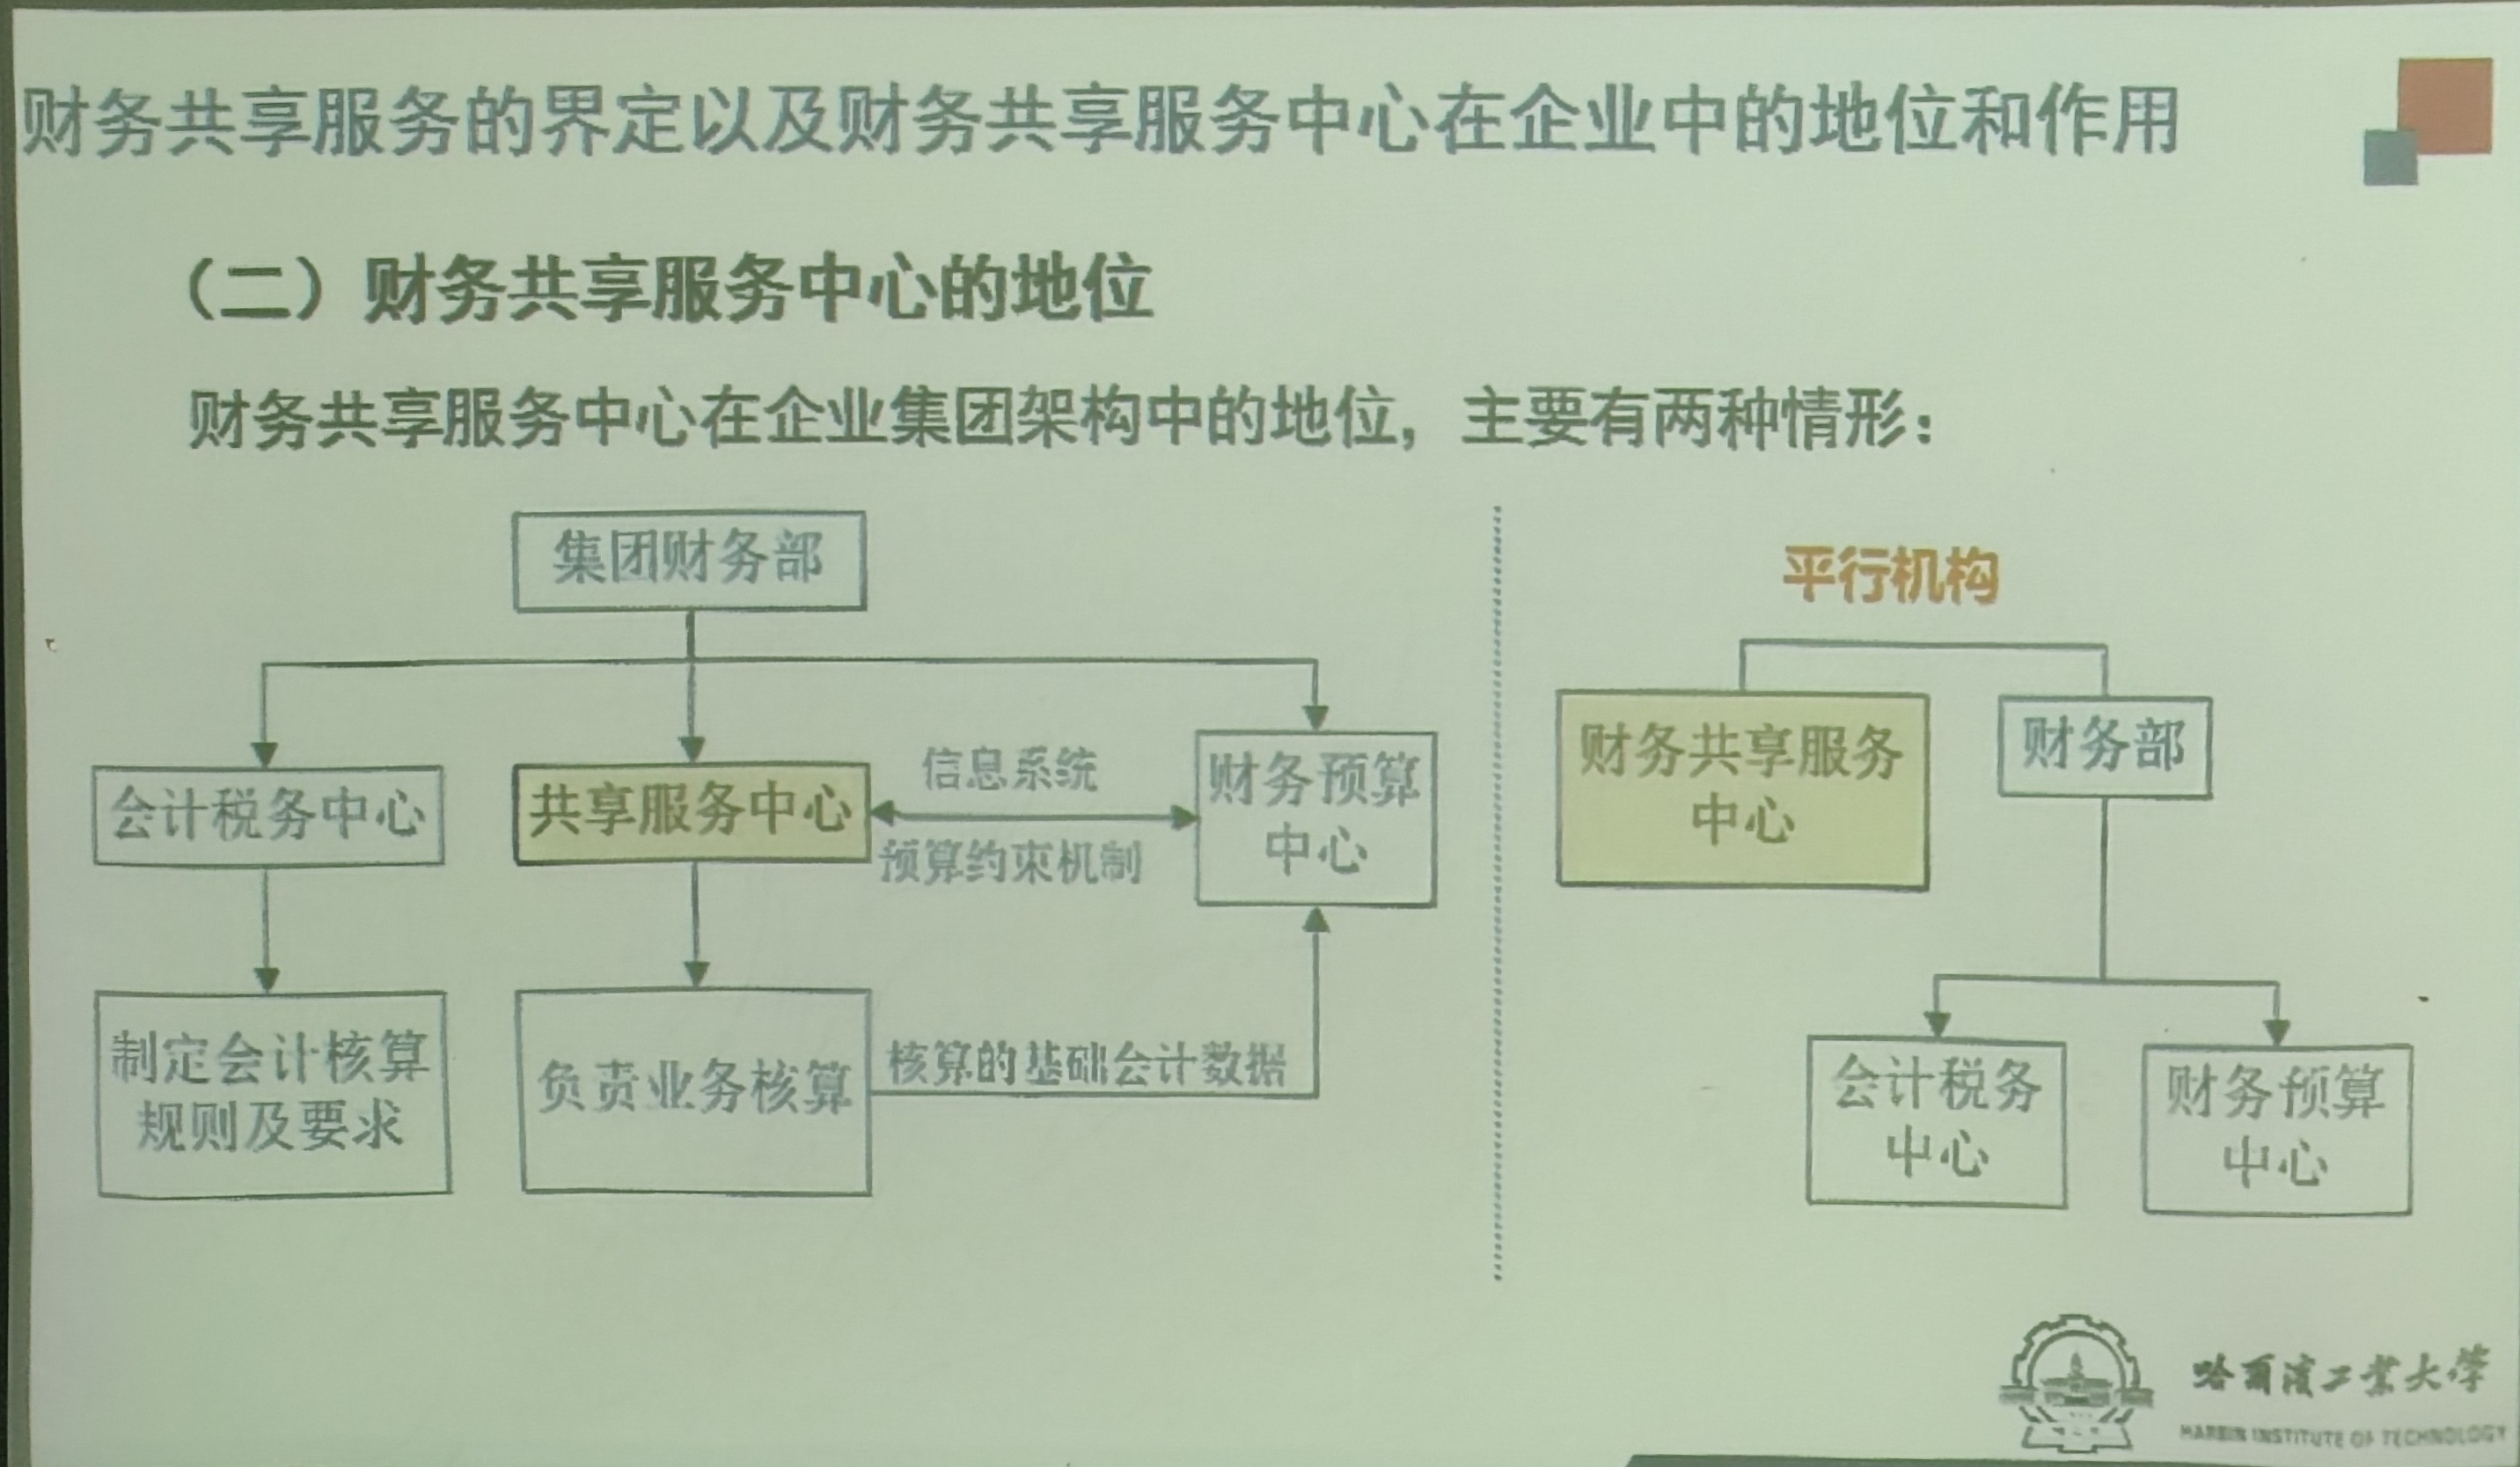 财务共享服务的界定以及财务共享服务中心在企业中的地位和作用
（二）财务共享服务中心的地位
财务共享服务中心在企业集团架构中的地位，主要有两种情形：
集团财务部
会计税务中心
共享服务中心
信息系统
预算约束机制
财务预算
中心
制定会计核算
规则及要求
负责业务核算
核算的基础会计数据
平行机构
财务共享服务
中心
财务部
会计税务
中心
财务预算
中心
哈尔滨工业大学
HARBIN INSTITUTE OF TECHNOLOGY